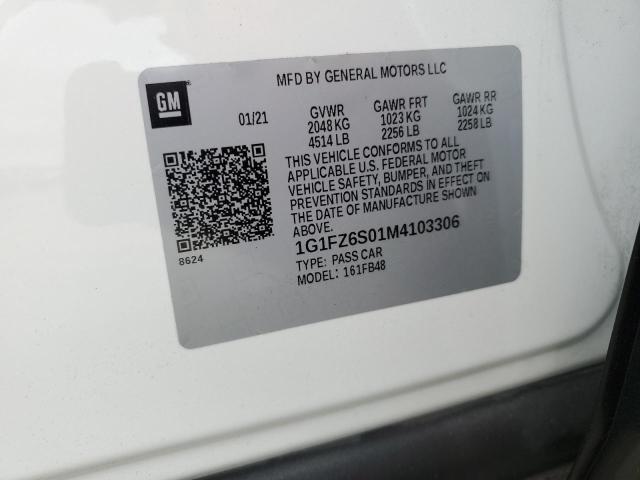 MFD BY GENERAL MOTORS LLC
GM
01/21
GVWR GAWR FRT GAWR RR
2048 KG 1023 KG 1024 KG
4514 LB 2256 LB 2258 LB
THIS VEHICLE CONFORMS TO ALL
APPLICABLE U.S. FEDERAL MOTOR
VEHICLE SAFETY, BUMPER, AND THEFT
PREVENTION STANDARDS IN EFFECT ON
THE DATE OF MANUFACTURE SHOWN
ABOVE.
1G1FZ6S01M4103306
8624
TYPE: PASS CAR
MODEL: 161FB48